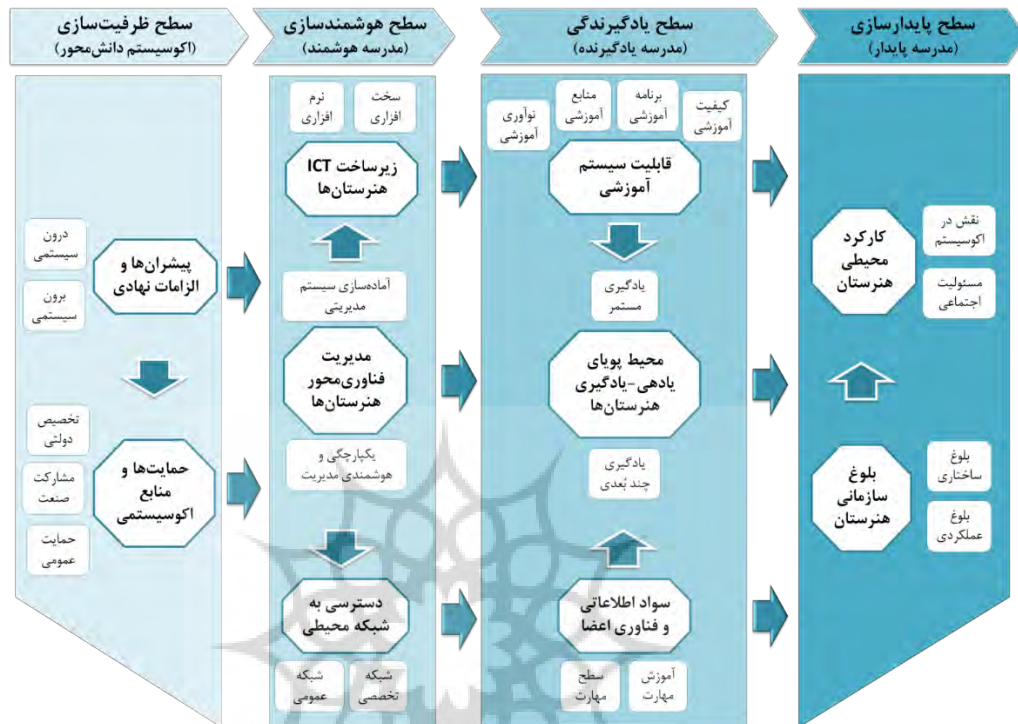 سطح ظرفیت‌سازی
(اکوسیستم دانش‌محور)
سطح هوشمندسازی
(مدرسه هوشمند)
سطح یادگیرندگی
(مدرسه یادگیرنده)
سطح پایدارسازی
(مدرسه پایدار)
درون
سیستمی
برون
سیستمی
پیشران‌ها و
الزامات نهادی
تخصیص
دولتی
مشارکت
صنعت
حمایت
عمومی
حمایت‌ها و
منابع
اکوسیستمی
نرم
افزاری
سخت
افزاری
زیرساخت ICT
هنرستان‌ها
آماده‌سازی سیستم
مدیریتی
مدیریت
فناوری‌محور
هنرستان‌ها
یکپارچگی و
هوشمندی مدیریت
دسترسی به
شبکه محیطی
شبکه
عمومی
شبکه
تخصصی
نوآوری
آموزشی
منابع
آموزشی
برنامه
آموزشی
کیفیت
آموزشی
قابلیت سیستم
آموزشی
یادگیری
مستمر
محیط پویای
یادهی-یادگیری
هنرستان‌ها
یادگیری
چند بُعدی
سواد اطلاعاتی
و فناوری اعضا
سطح
مهارت
آموزش
مهارت
کارکرد
محیطی
هنرستان
نقش در
اکوسیستم
مسئولیت
اجتماعی
بلوغ
سازمانی
هنرستان
بلوغ
ساختاری
بلوغ
عملکردی